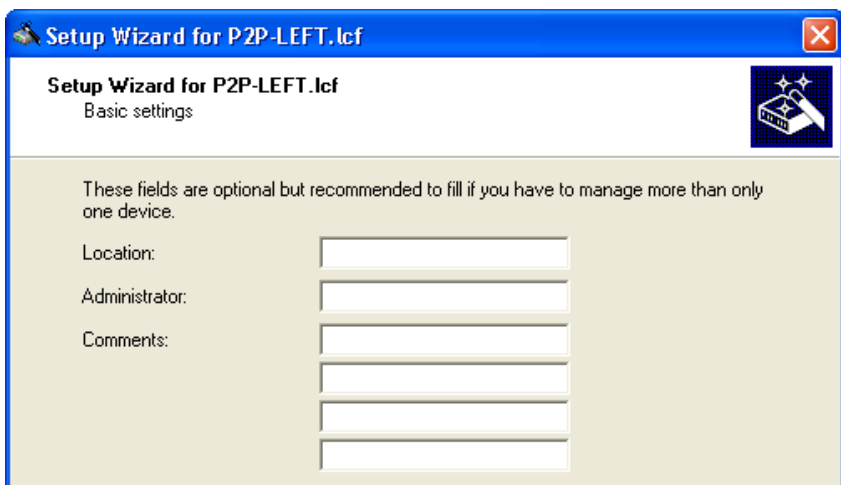 Setup Wizard for P2P-LEFT.lcf
Setup Wizard for P2P-LEFT.lcf
Basic settings
These fields are optional but recommended to fill if you have to manage more than only
one device.
Location:
Administrator:
Comments: